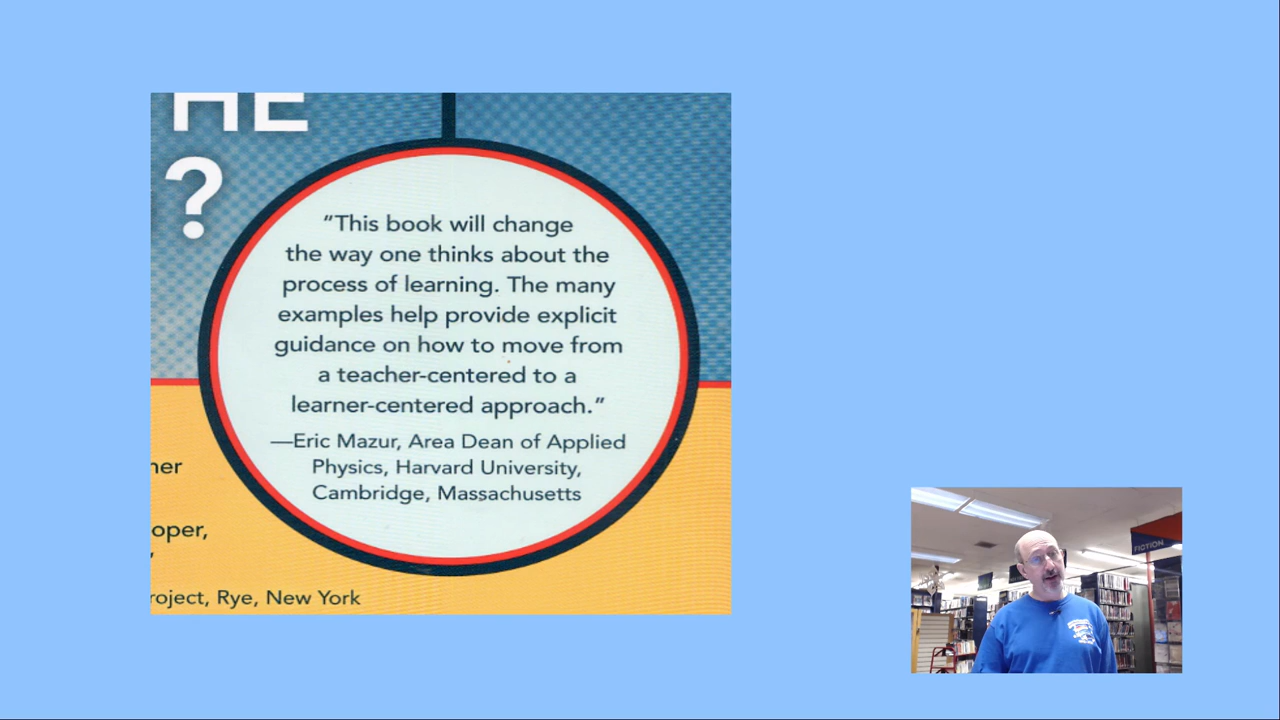 HE
?
“This book will change
the way one thinks about the
process of learning. The many
examples help provide explicit
guidance on how to move from
a teacher-centered to a
learner-centered approach.”
—Eric Mazur, Area Dean of Applied
Physics, Harvard University,
Cambridge, Massachusetts
her
oper,
roject, Rye, New York
FICTION